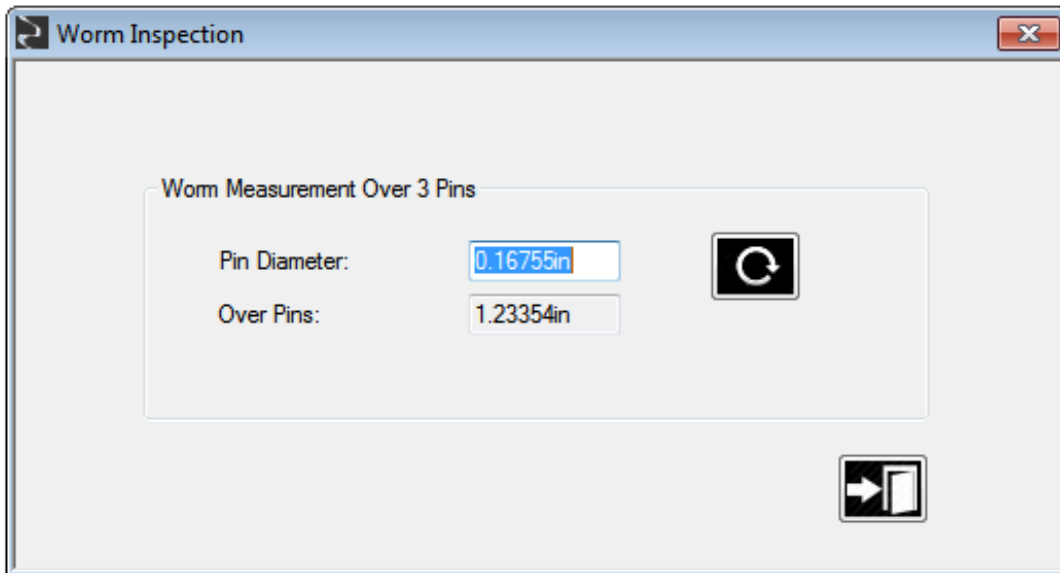 Worm Inspection
Worm Measurement Over 3 Pins
Pin Diameter: 0.16755in
Over Pins: 1.23354in